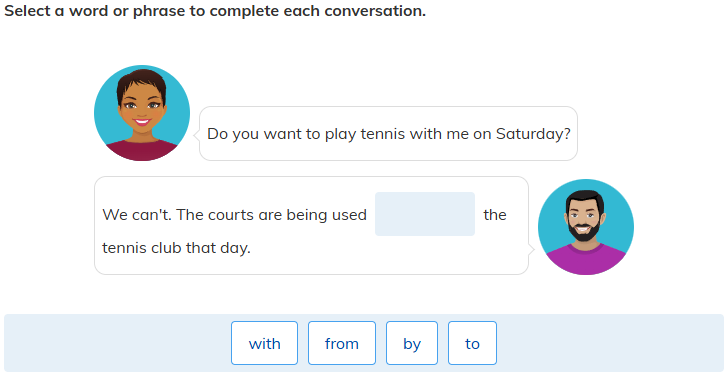 Select a word or phrase to complete each conversation.
Do you want to play tennis with me on Saturday?
We can't. The courts are being used the
tennis club that day.
with from by to